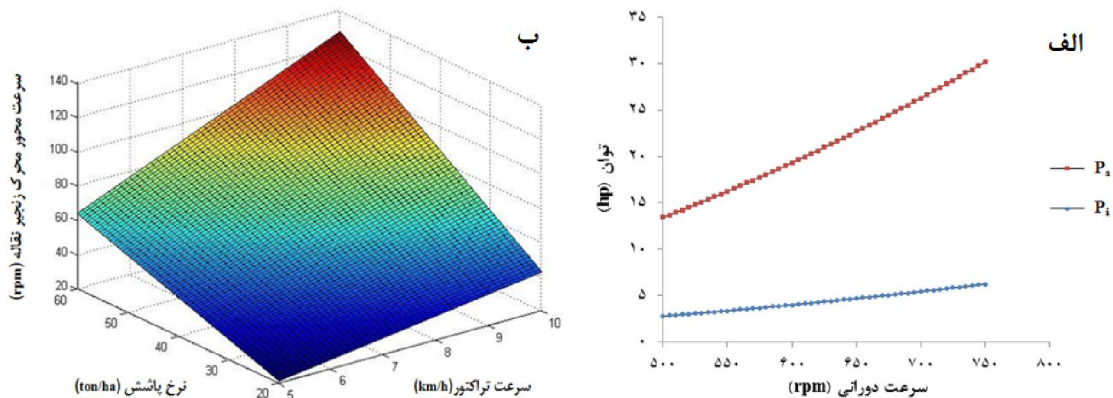 الف
توان (hp)
۳۵
۳۰
۲۵
۲۰
۱۵
۱۰
۵
۰
۵۰۰ ۵۵۰ ۶۰۰ ۶۵۰ ۷۰۰ ۷۵۰ ۸۰۰
سرعت دورانی (rpm)
Pₐ
Pᵢ
ب
سرعت محور محرک زنجیر نقاله (rpm)
140
120
100
80
60
40
20
60
50
40
30
20
نرخ پاشش (ton/ha)
5
6
7
8
9
10
سرعت تراکتور(km/h)